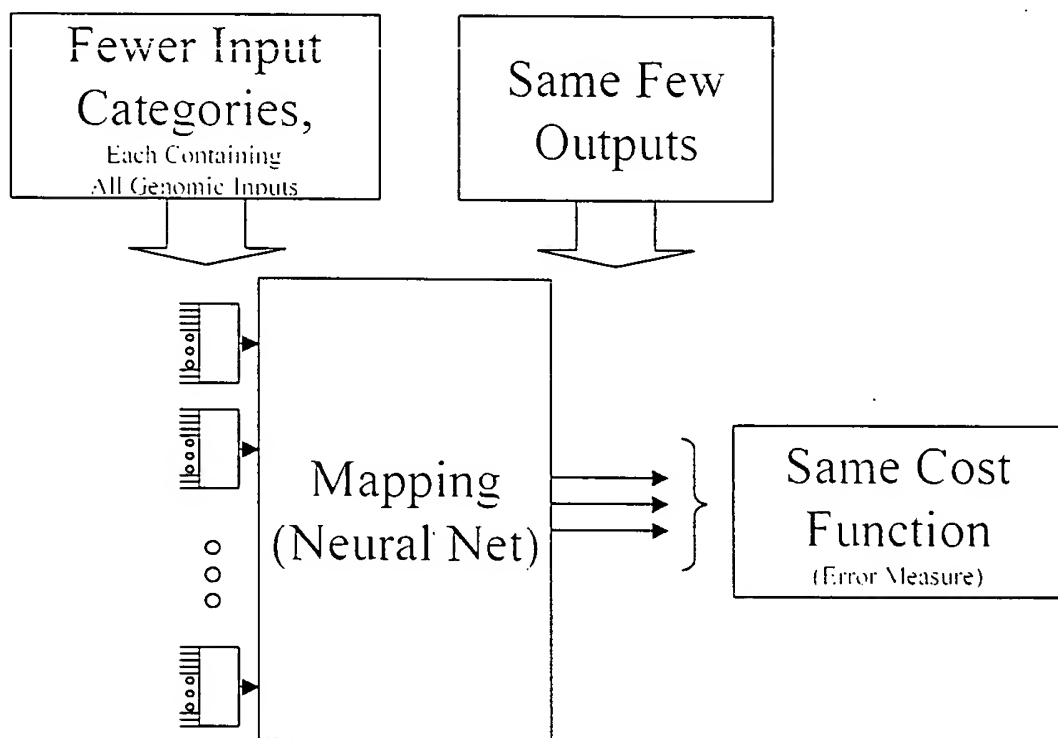 Fewer Input
Categories,
Each Containing
All Genomic Inputs
Same Few
Outputs
Mapping
(Neural Net)
Same Cost
Function
(Error Measure)